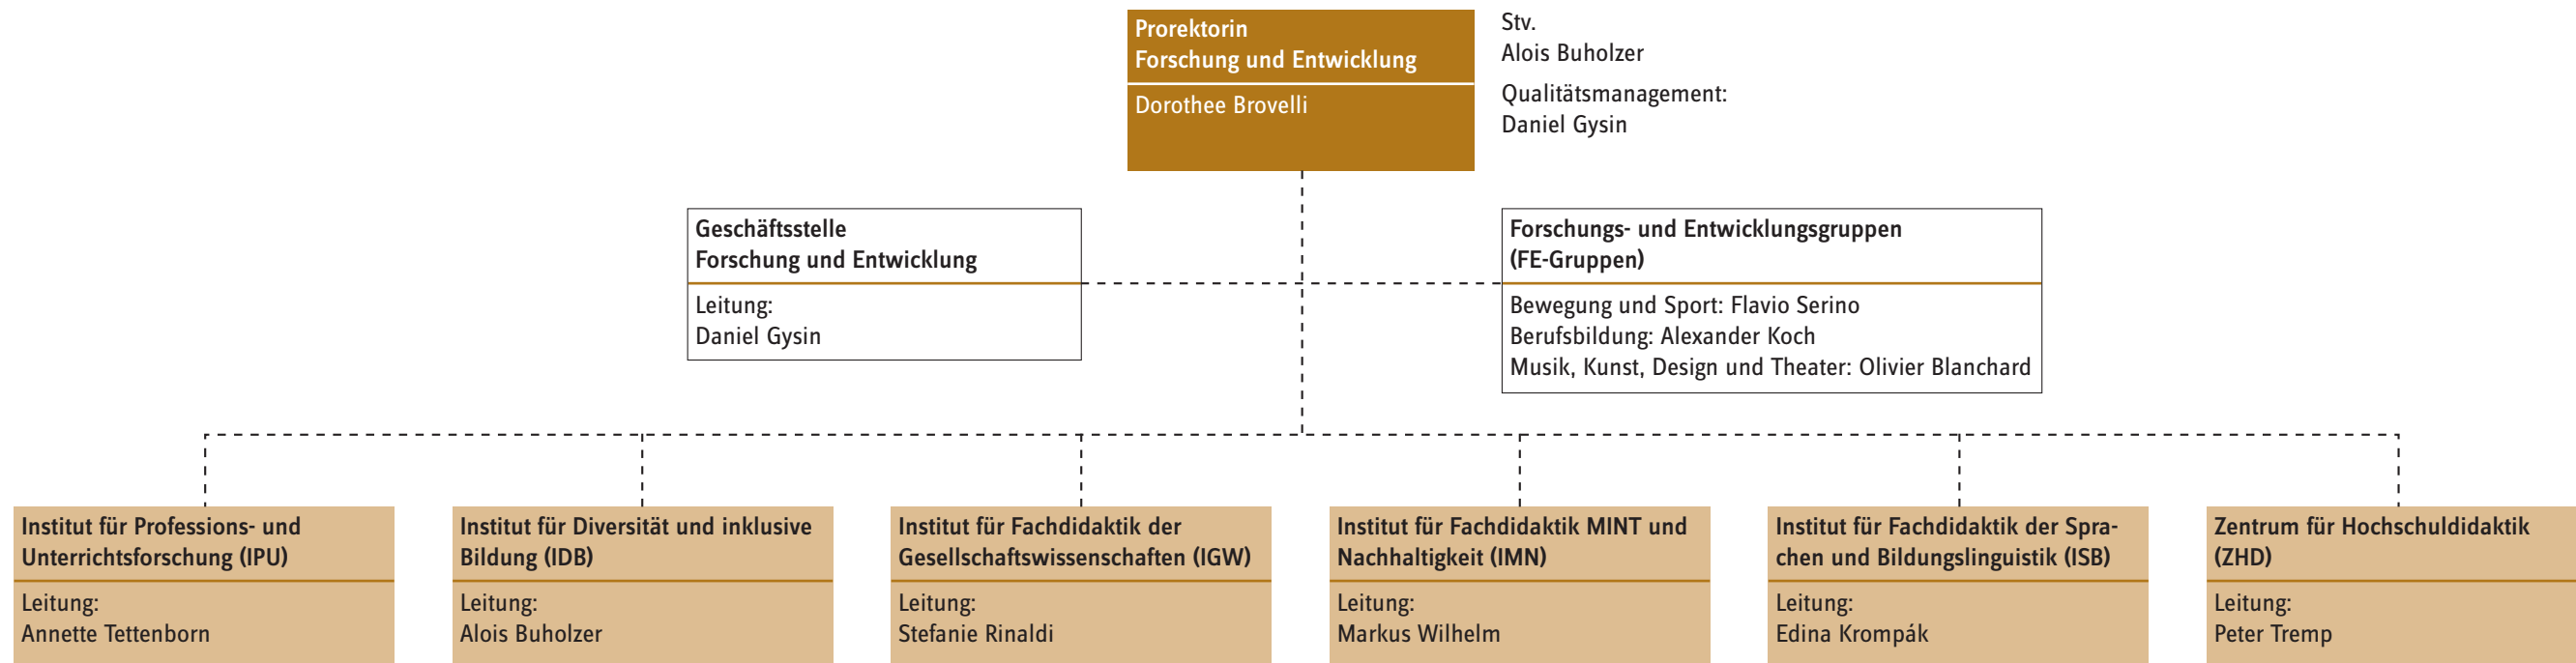 Prorektorin
Forschung und Entwicklung
Dorothee Brovelli
Stv.
Alois Buholzer
Qualitätsmanagement:
Daniel Gysin
Geschäftsstelle
Forschung und Entwicklung
Leitung:
Daniel Gysin
Forschungs- und Entwicklungsgruppen
(FE-Gruppen)
Bewegung und Sport: Flavio Serino
Berufsbildung: Alexander Koch
Musik, Kunst, Design und Theater: Olivier Blanchard
Institut für Professions- und
Unterrichtsforschung (IPU)
Leitung:
Annette Tettenborn
Institut für Diversität und inklusive
Bildung (IDB)
Leitung:
Alois Buholzer
Institut für Fachdidaktik der
Gesellschaftswissenschaften (IGW)
Leitung:
Stefanie Rinaldi
Institut für Fachdidaktik MINT und
Nachhaltigkeit (IMN)
Leitung:
Markus Wilhelm
Institut für Fachdidaktik der Spra-
chen und Bildungslinguistik (ISB)
Leitung:
Edina Krompák
Zentrum für Hochschuldidaktik
(ZHD)
Leitung:
Peter Tremp